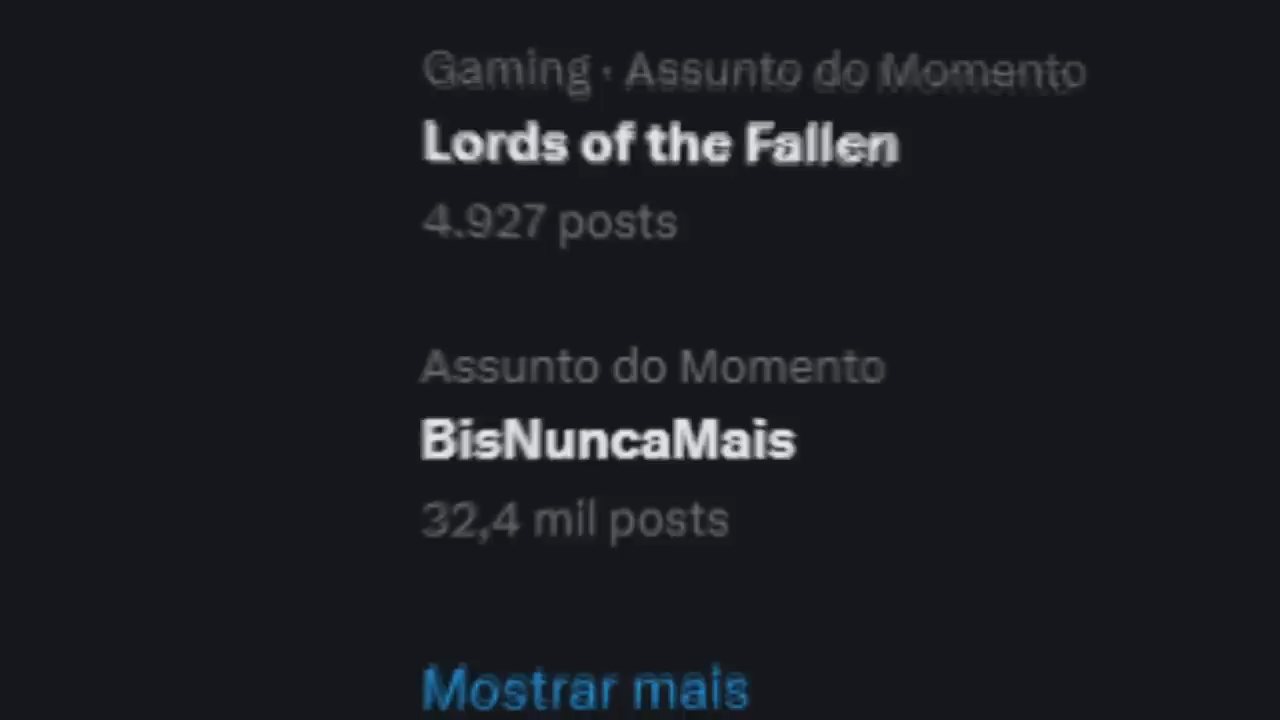 Gaming · Assunto do Momento
Lords of the Fallen
4.927 posts
Assunto do Momento
BisNuncaMais
32,4 mil posts
Mostrar mais